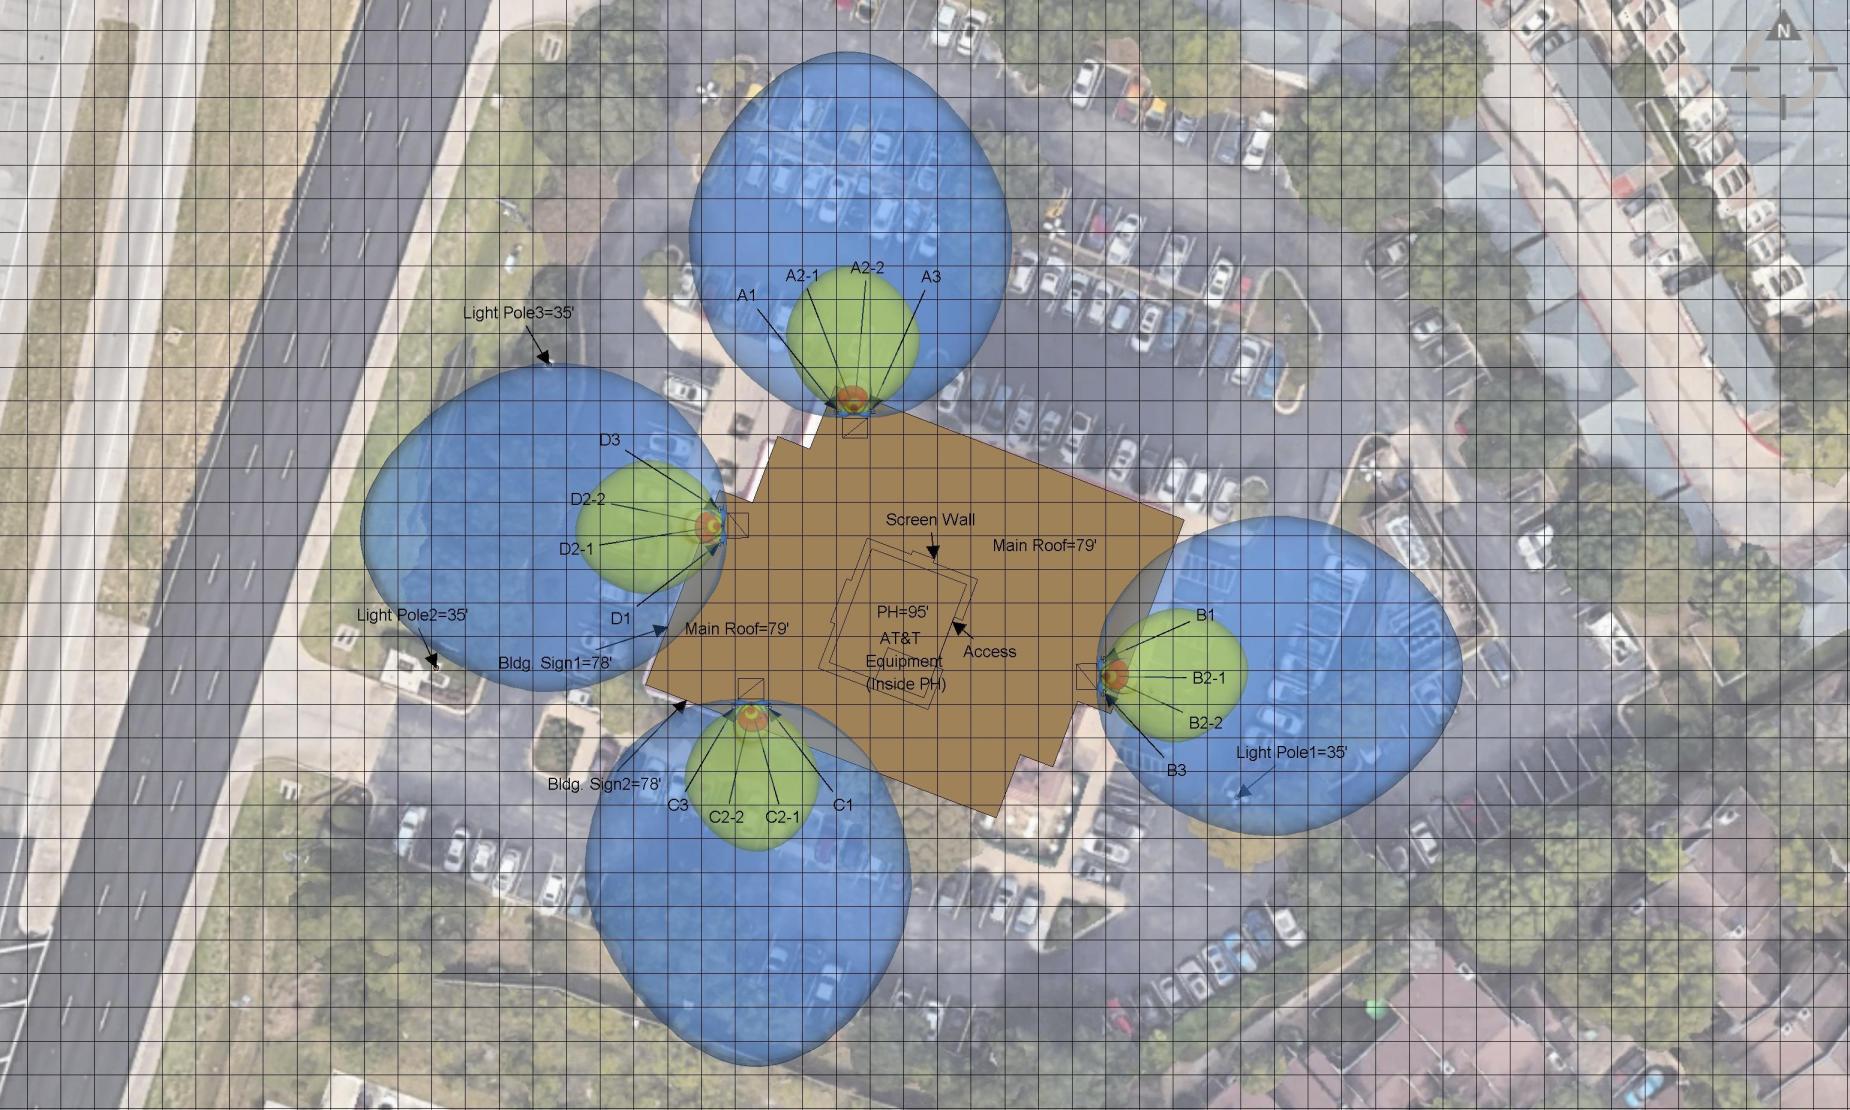 N
A1
A2-1
A2-2
A3
Light Pole3=35'
D3
D2-2
D2-1
D1
Light Pole2=35'
Bldg. Sign1=78'
Screen Wall
Main Roof=79'
PH=95'
AT&T
Equipment
(Inside PH)
Access
Main Roof=79'
B1
B2-1
B2-2
B3
Light Pole1=35'
Bldg. Sign2=78'
C3
C2-2
C2-1
C1